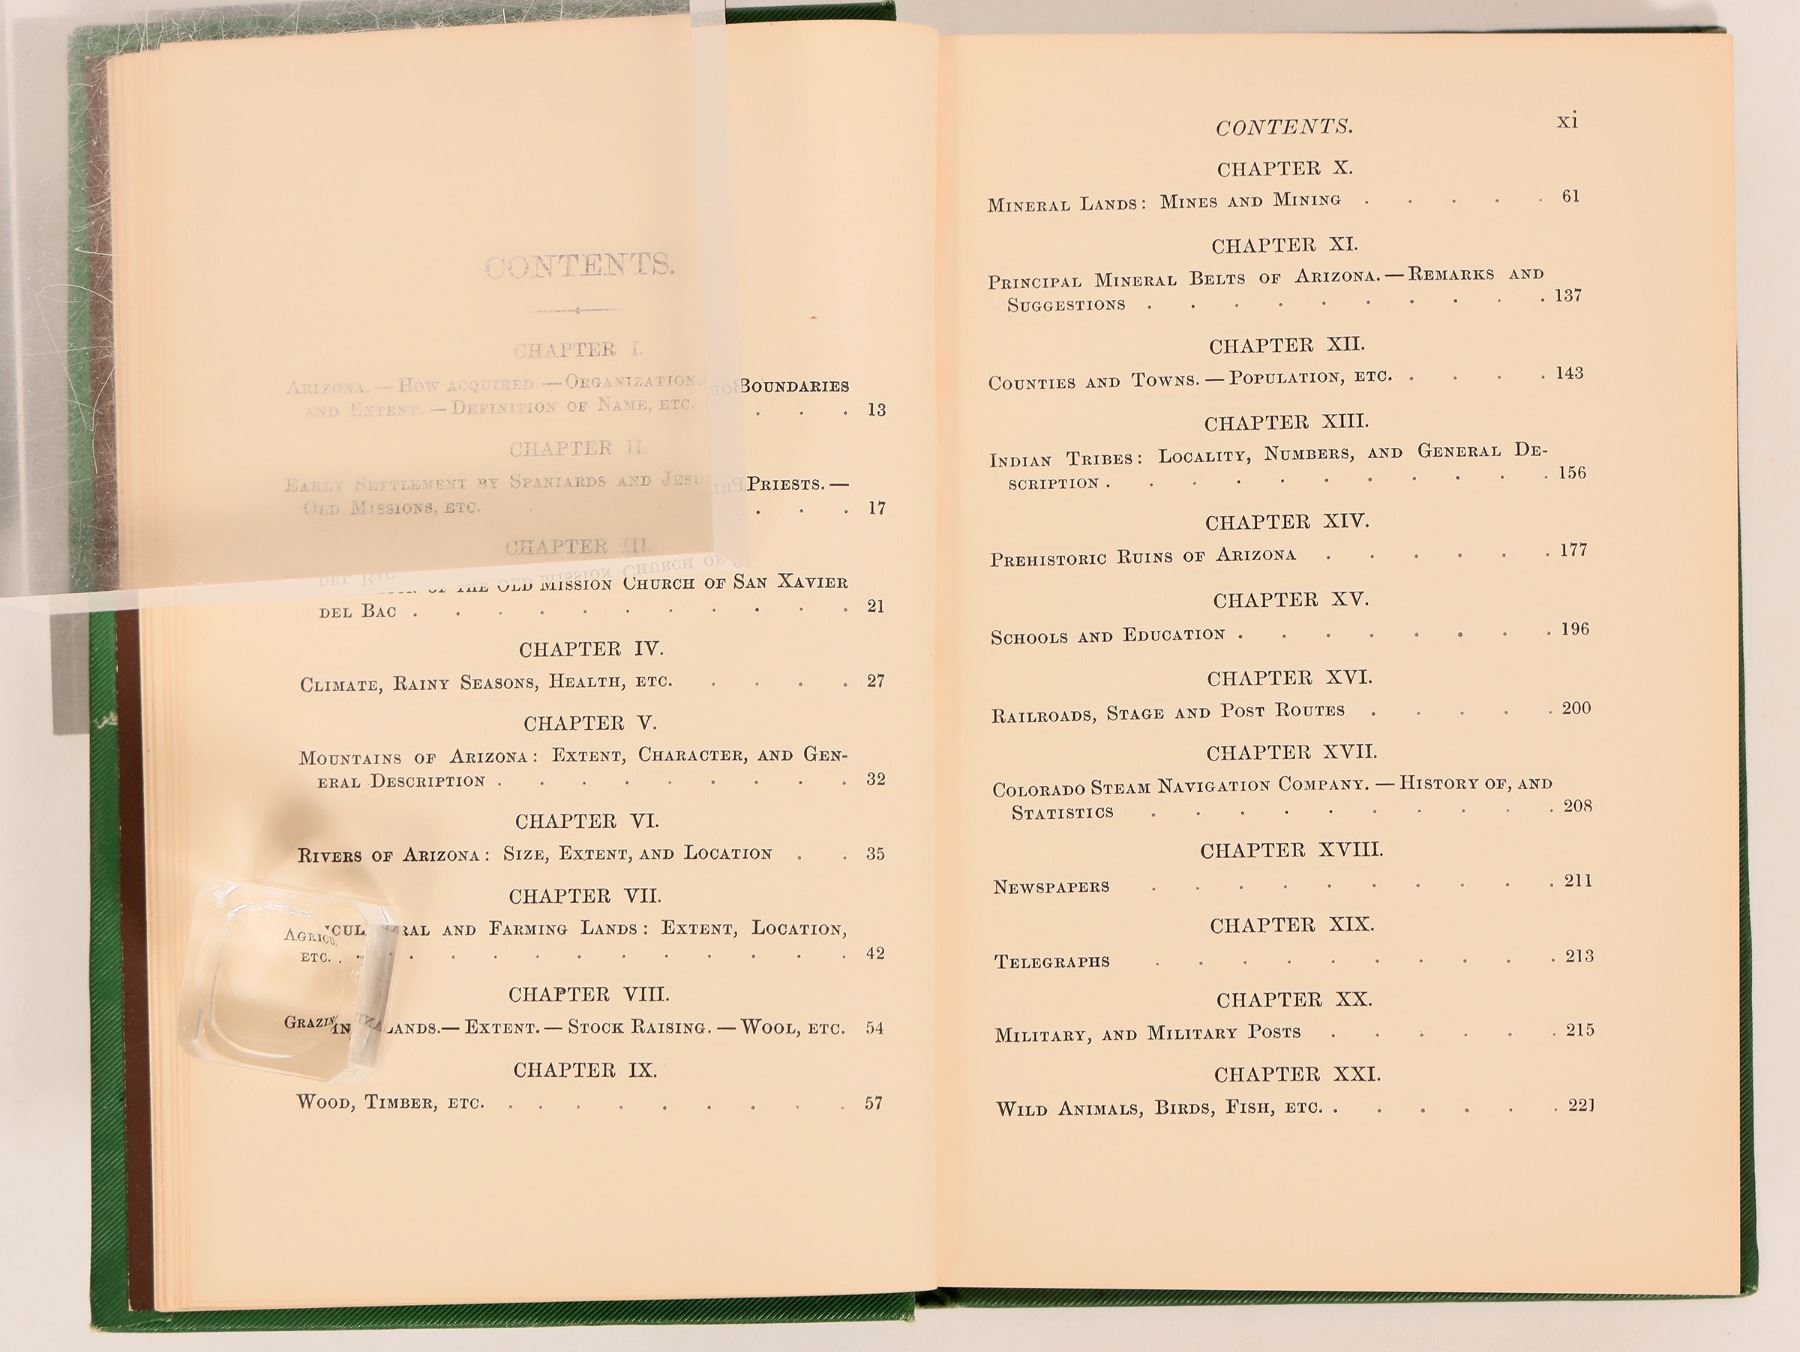 CONTENTS.
CHAPTER I.
ARIZONA. — HOW ACQUIRED. — ORGANIZATION. BOUNDARIES
AND EXTENT. — DEFINITION OF NAME, ETC. . . . 13
CHAPTER II.
EARLY SETTLEMENT BY SPANIARDS AND JESUIT PRIESTS. —
OLD MISSIONS, ETC. . . . 17
CHAPTER III.
OF THE OLD MISSION CHURCH OF SAN XAVIER
DEL BAC . . . . . . . . . . . 21
CHAPTER IV.
CLIMATE, RAINY SEASONS, HEALTH, ETC. . . . . 27
CHAPTER V.
MOUNTAINS OF ARIZONA: EXTENT, CHARACTER, AND GEN-
ERAL DESCRIPTION . . . . . . . . . 32
CHAPTER VI.
RIVERS OF ARIZONA: SIZE, EXTENT, AND LOCATION . . 35
CHAPTER VII.
AGRICULTURAL AND FARMING LANDS: EXTENT, LOCATION,
ETC. . . . . . . . . . . . . 42
CHAPTER VIII.
GRAZING LANDS. — EXTENT. — STOCK RAISING. — WOOL, ETC. 54
CHAPTER IX.
WOOD, TIMBER, ETC. . . . . . . . . 57
CONTENTS. xi
CHAPTER X.
MINERAL LANDS: MINES AND MINING . . . . . 61
CHAPTER XI.
PRINCIPAL MINERAL BELTS OF ARIZONA. — REMARKS AND
SUGGESTIONS . . . . . . . . . . 137
CHAPTER XII.
COUNTIES AND TOWNS. — POPULATION, ETC. . . . . 143
CHAPTER XIII.
INDIAN TRIBES: LOCALITY, NUMBERS, AND GENERAL DE-
SCRIPTION . . . . . . . . . . . 156
CHAPTER XIV.
PREHISTORIC RUINS OF ARIZONA . . . . . . 177
CHAPTER XV.
SCHOOLS AND EDUCATION . . . . . . . . 196
CHAPTER XVI.
RAILROADS, STAGE AND POST ROUTES . . . . . 200
CHAPTER XVII.
COLORADO STEAM NAVIGATION COMPANY. — HISTORY OF, AND
STATISTICS . . . . . . . . . . 208
CHAPTER XVIII.
NEWSPAPERS . . . . . . . . . . 211
CHAPTER XIX.
TELEGRAPHS . . . . . . . . . . 213
CHAPTER XX.
MILITARY, AND MILITARY POSTS . . . . . . 215
CHAPTER XXI.
WILD ANIMALS, BIRDS, FISH, ETC. . . . . . . 221